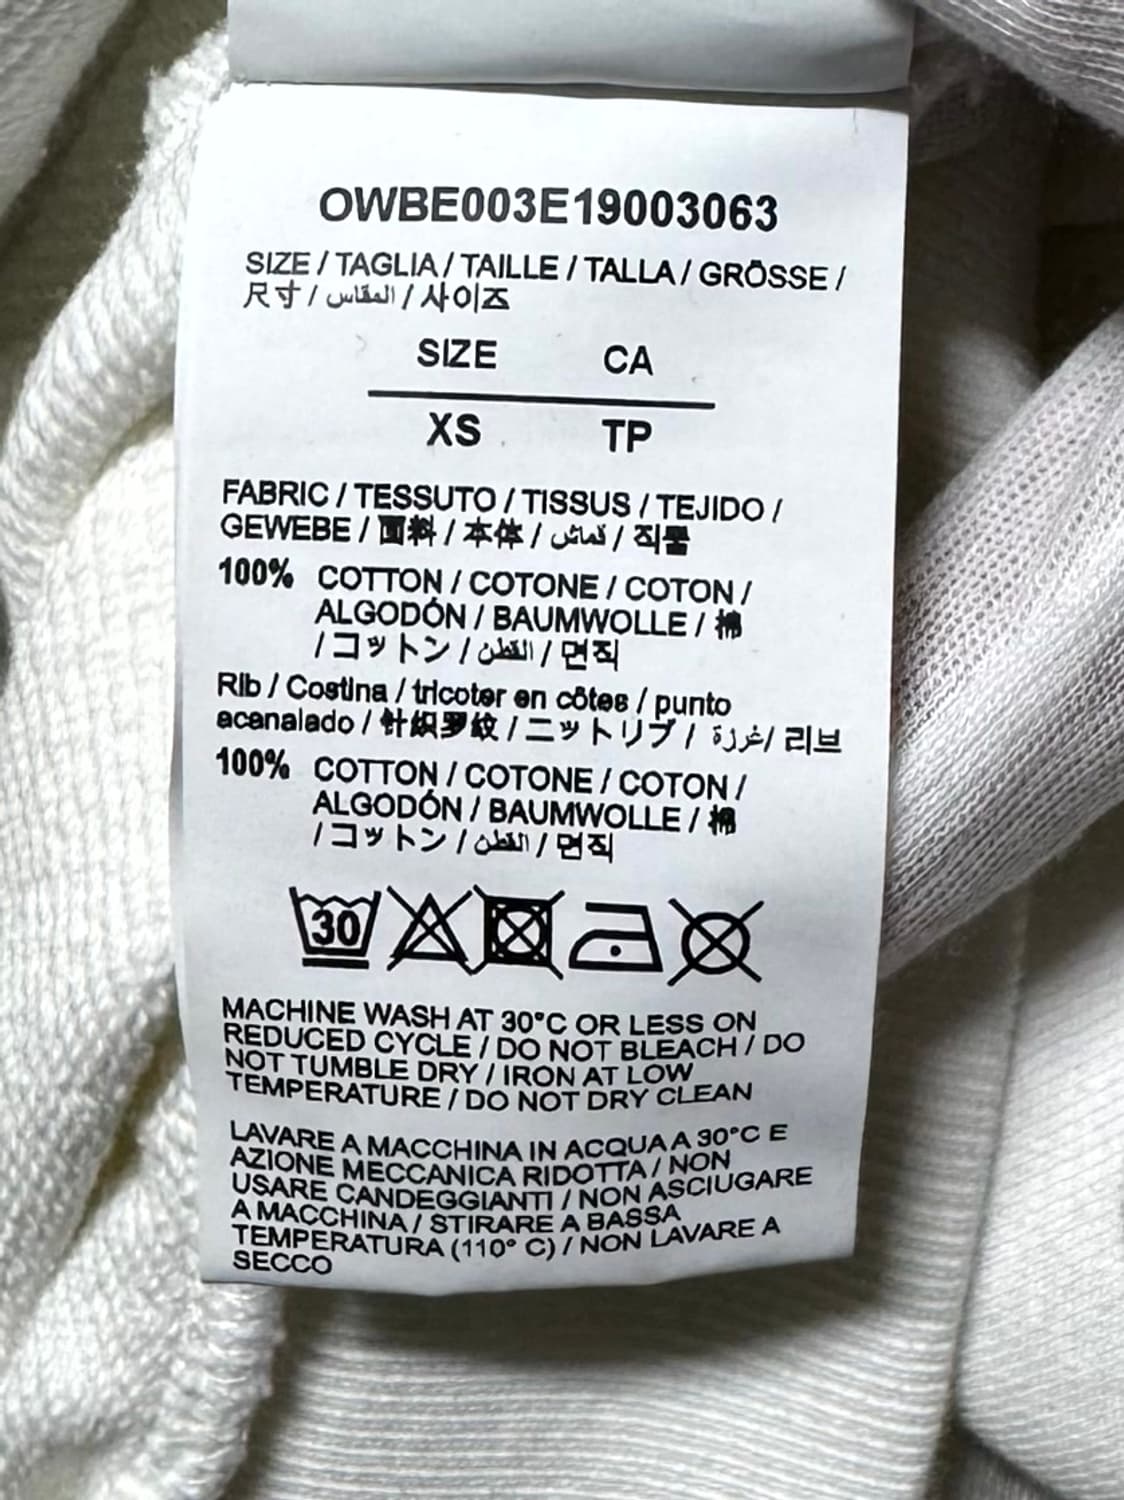 OWBE003E19003063
SIZE / TAGLIA / TAILLE / TALLA / GRÖSSE /
尺寸 / المقاس / 사이즈
SIZE CA
XS TP
FABRIC / TESSUTO / TISSUS / TEJIDO /
GEWEBE / 面料 / 本体 / قماش / 직물
100% COTTON / COTONE / COTON /
ALGODÓN / BAUMWOLLE / 棉
/ コットン / القطن / 면직
Rib / Costina / tricoter en côtes / punto
acanalado / 针织罗紋 / ニットリブ / غرزة / 리브
100% COTTON / COTONE / COTON /
ALGODÓN / BAUMWOLLE / 棉
/ コットン / القطن / 면직
30
MACHINE WASH AT 30°C OR LESS ON
REDUCED CYCLE / DO NOT BLEACH / DO
NOT TUMBLE DRY / IRON AT LOW
TEMPERATURE / DO NOT DRY CLEAN
LAVARE A MACCHINA IN ACQUA A 30°C E
AZIONE MECCANICA RIDOTTA / NON
USARE CANDEGGIANTI / NON ASCIUGARE
A MACCHINA / STIRARE A BASSA
TEMPERATURA (110° C) / NON LAVARE A
SECCO